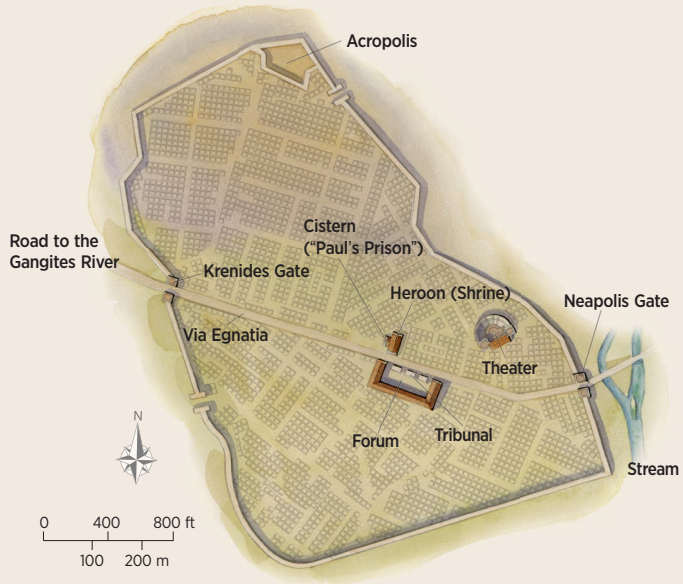 Acropolis
Cistern
(“Paul’s Prison”)
Road to the
Gangites River
Krenides Gate
Heroon (Shrine)
Neapolis Gate
Via Egnatia
Theater
Forum
Tribunal
Stream
N
0 400 800 ft
100 200 m